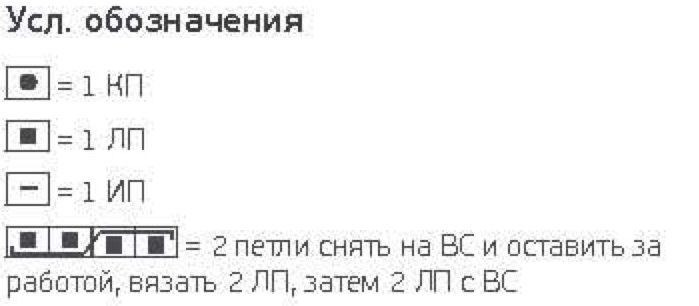 Усл. обозначения
= 1 КП
= 1 ЛП
= 1 ИП
= 2 петли снять на ВС и оставить за
работой, вязать 2 ЛП, затем 2 ЛП с ВС